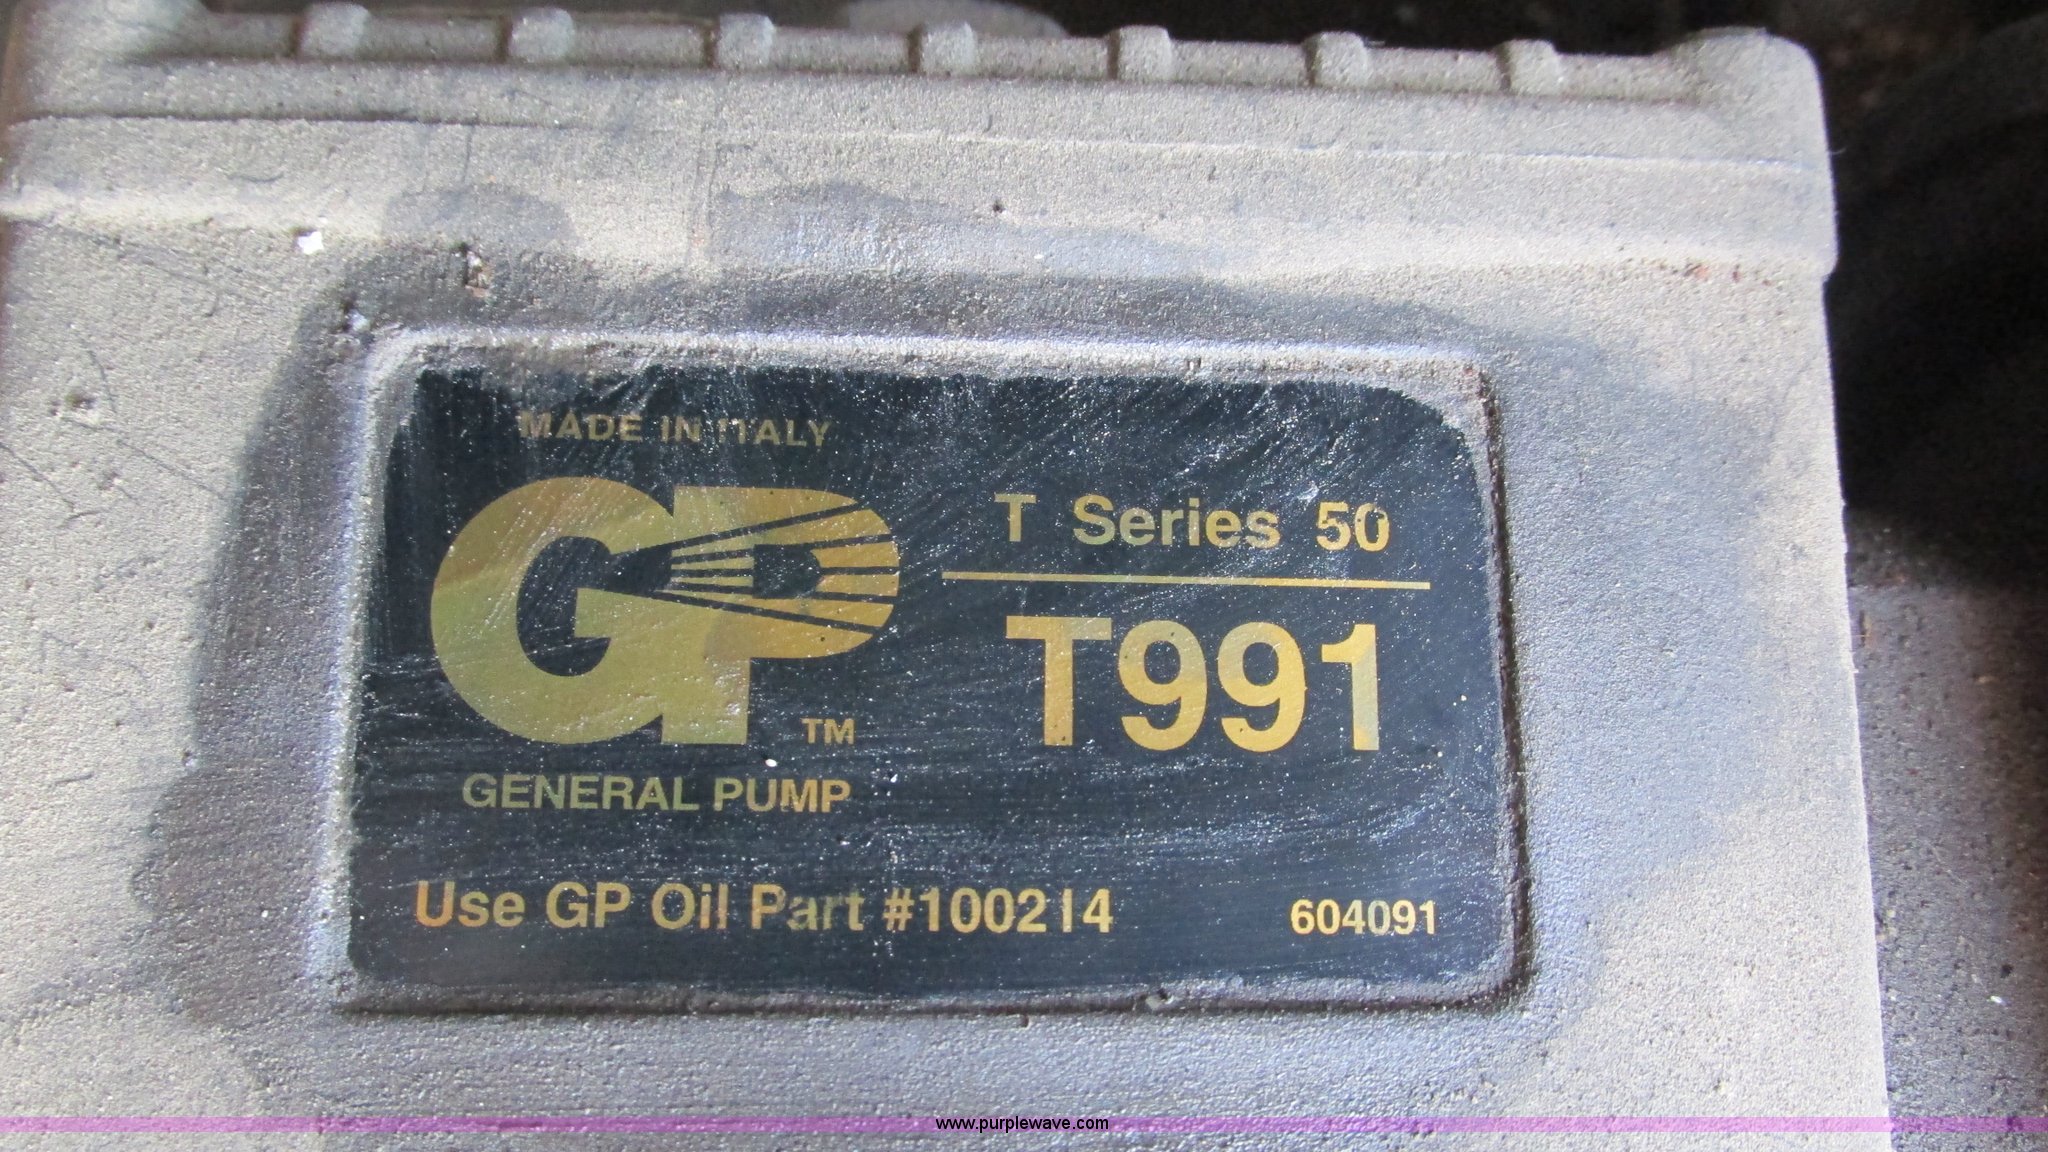 MADE IN ITALY
GP TM
GENERAL PUMP
T Series 50
T991
Use GP Oil Part #100214
604091
www.purplewave.com